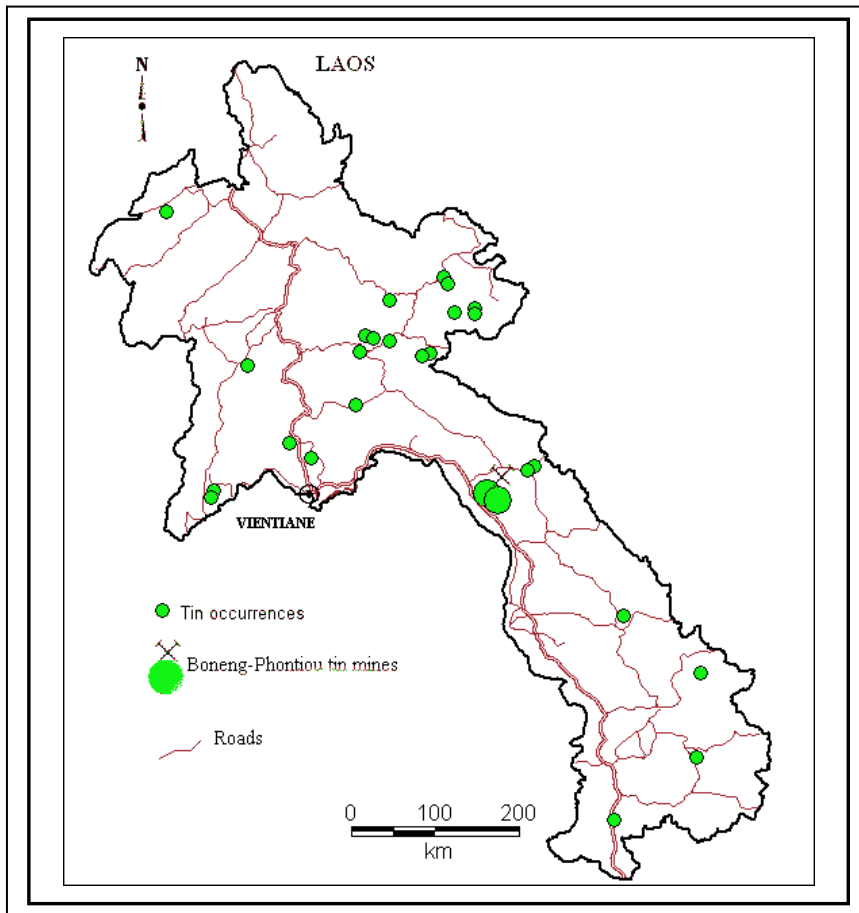 LAOS
N
VIENTIANE
Tin occurrences
Boneng-Phontiou tin mines
Roads
0 100 200
km